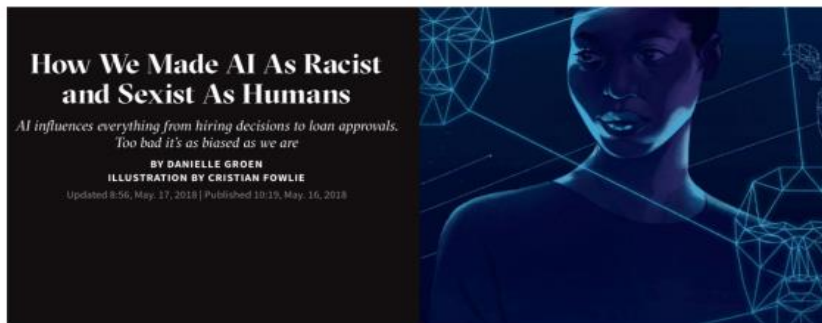 How We Made AI As Racist
and Sexist As Humans
AI influences everything from hiring decisions to loan approvals.
Too bad it's as biased as we are
BY DANIELLE GROEN
ILLUSTRATION BY CRISTIAN FOWLIE
Updated 8:56, May. 17, 2018 | Published 10:19, May. 16, 2018